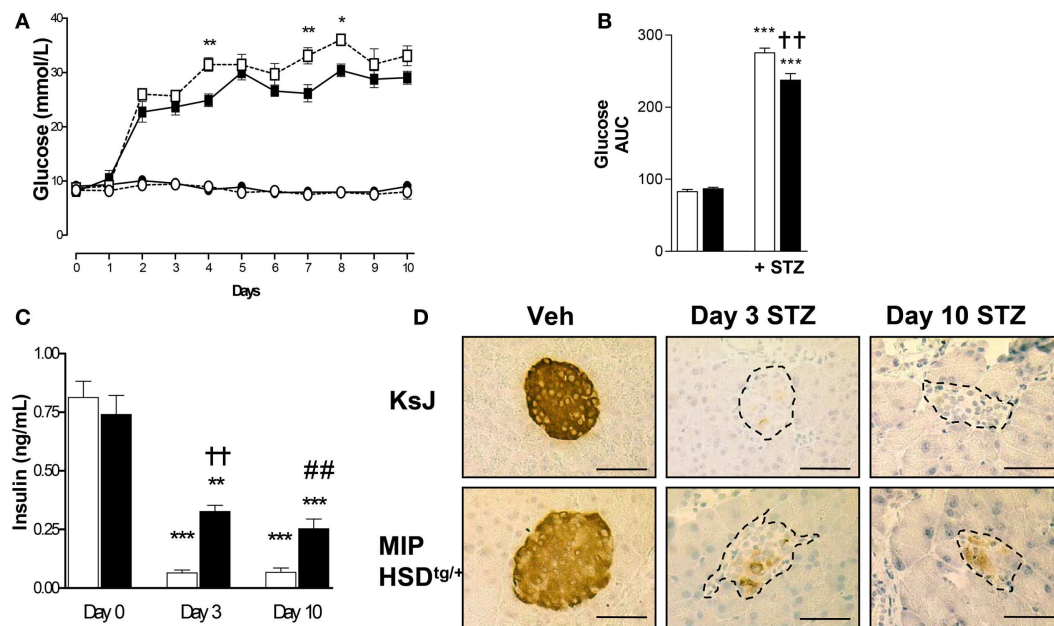 A
Glucose (mmol/L)
40
30
20
10
0
**
**
*
0 1 2 3 4 5 6 7 8 9 10
Days
B
Glucose
AUC
300
200
100
0
***
††
***
+ STZ
C
Insulin (ng/mL)
1.00
0.75
0.50
0.25
0.00
***
††
**
***
##
***
Day 0 Day 3 Day 10
D
Veh Day 3 STZ Day 10 STZ
KsJ
MIP
HSDtg/+